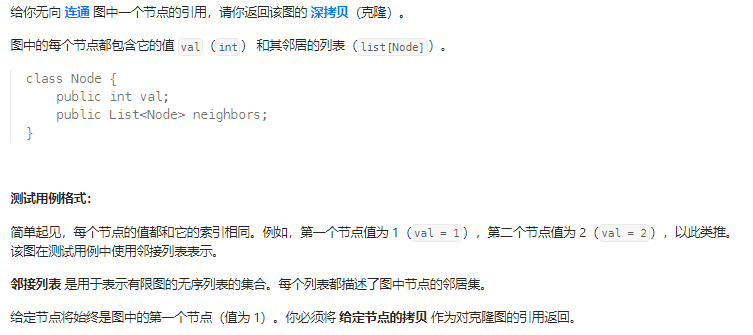 给你无向 连通 图中一个节点的引用，请你返回该图的 深拷贝（克隆）。
图中的每个节点都包含它的值 val（int） 和其邻居的列表（list[Node]）。
class Node {
    public int val;
    public List<Node> neighbors;
}
测试用例格式：
简单起见，每个节点的值都和它的索引相同。例如，第一个节点值为 1（val = 1），第二个节点值为 2（val = 2），以此类推。
该图在测试用例中使用邻接列表表示。
邻接列表 是用于表示有限图的无序列表的集合。每个列表都描述了图中节点的邻居集。
给定节点将始终是图中的第一个节点（值为 1）。你必须将 给定节点的拷贝 作为对克隆图的引用返回。